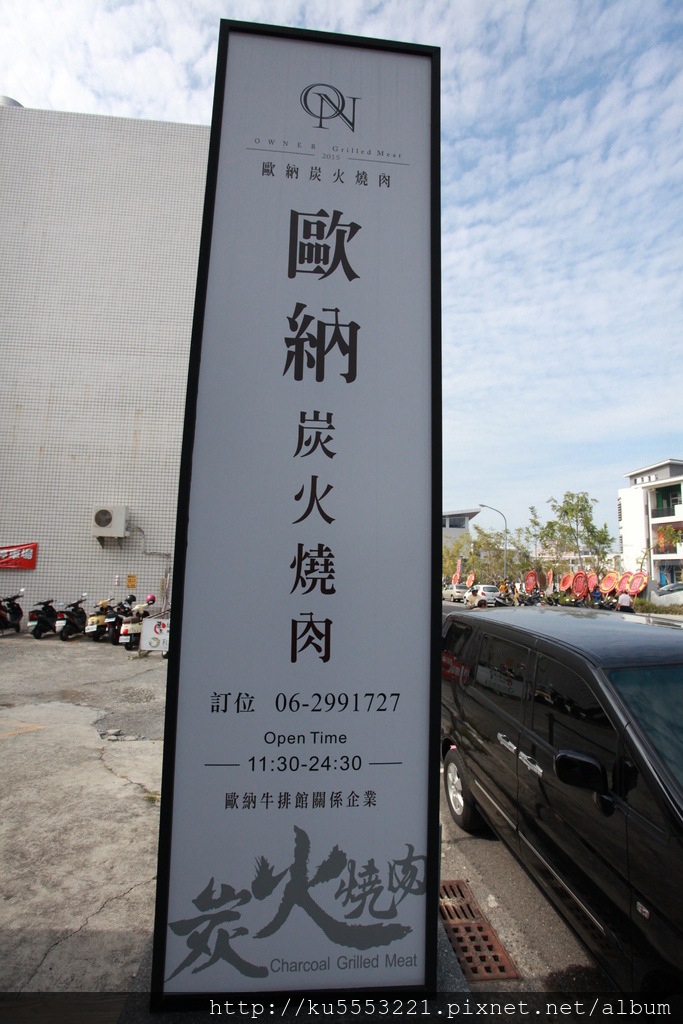 ON
OWNER Grilled Meat
2015
歐納炭火燒肉
歐納
炭火燒肉
訂位 06-2991727
Open Time
11:30-24:30
歐納牛排館關係企業
炭火燒肉
Charcoal Grilled Meat
http://ku5553221.pixnet.net/album